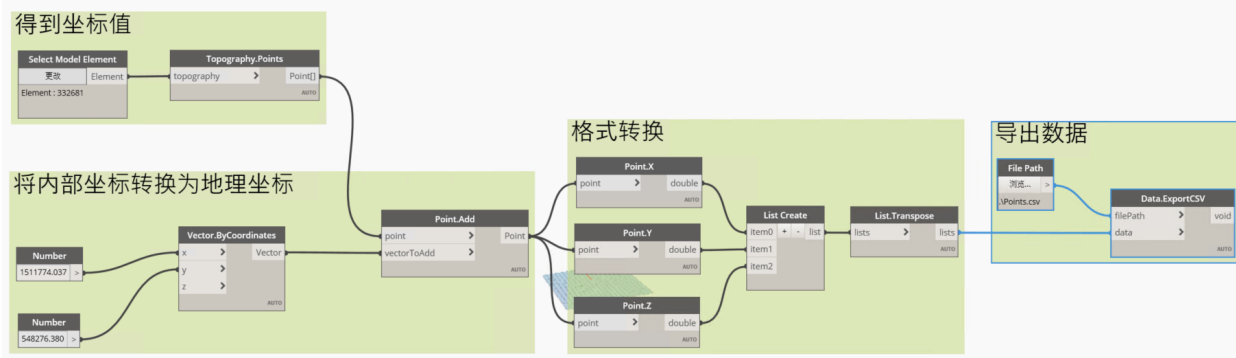 得到坐标值
Select Model Element
更改 Element
Element : 332681
Topography.Points
topography > Point[]
AUTO
将内部坐标转换为地理坐标
Number
1511774.037 >
Number
548276.380 >
Vector.ByCoordinates
x > Vector
y >
z >
AUTO
Point.Add
point > Point
vectorToAdd >
AUTO
格式转换
Point.X
point > double
AUTO
Point.Y
point > double
AUTO
Point.Z
point > double
AUTO
List Create
item0 + - list
item1
item2
List.Transpose
lists > lists
AUTO
导出数据
File Path
浏览... >
.\Points.csv
Data.ExportCSV
filePath > void
data >
AUTO